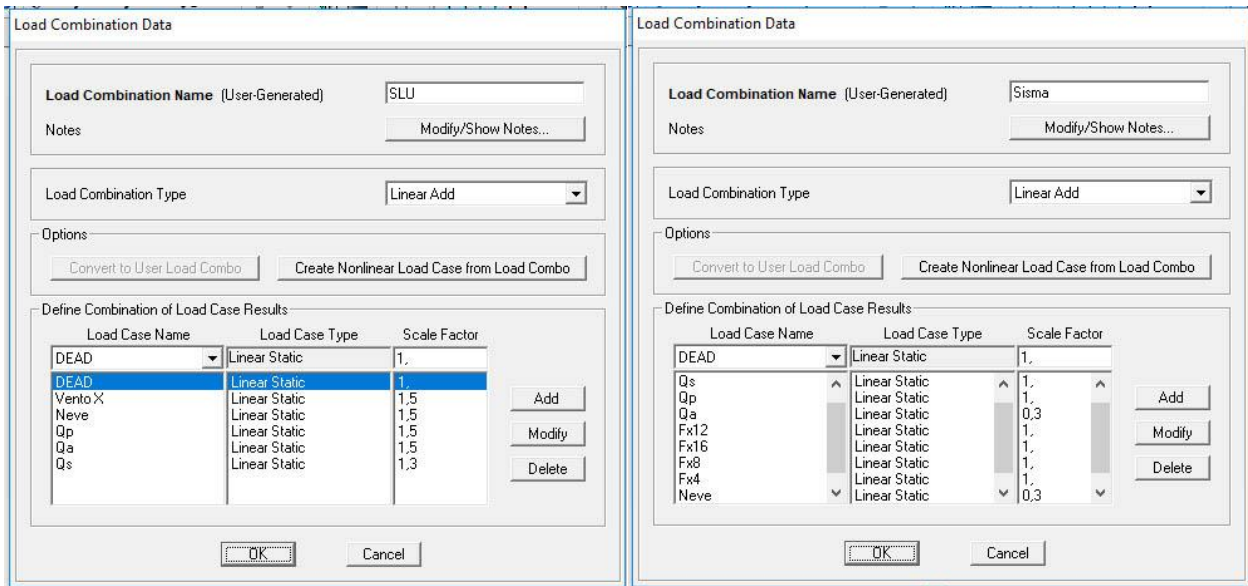 Load Combination Data
Load Combination Name (User-Generated) SLU
Notes Modify/Show Notes...
Load Combination Type Linear Add
Options
Convert to User Load Combo Create Nonlinear Load Case from Load Combo
Define Combination of Load Case Results
Load Case Name Load Case Type Scale Factor
DEAD Linear Static 1,
DEAD Linear Static 1,
Vento X Linear Static 1,5
Neve Linear Static 1,5
Qp Linear Static 1,5
Qa Linear Static 1,5
Qs Linear Static 1,3
Add
Modify
Delete
OK Cancel
Load Combination Data
Load Combination Name (User-Generated) Sisma
Notes Modify/Show Notes...
Load Combination Type Linear Add
Options
Convert to User Load Combo Create Nonlinear Load Case from Load Combo
Define Combination of Load Case Results
Load Case Name Load Case Type Scale Factor
DEAD Linear Static 1,
Qs Linear Static 1,
Qp Linear Static 1,
Qa Linear Static 0,3
Fx12 Linear Static 1,
Fx16 Linear Static 1,
Fx8 Linear Static 1,
Fx4 Linear Static 1,
Neve Linear Static 0,3
Add
Modify
Delete
OK Cancel